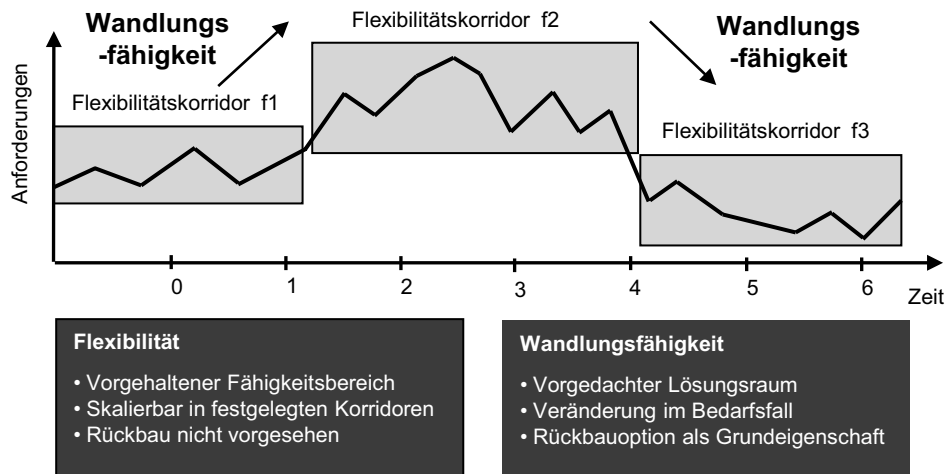 Wandlungs
-fähigkeit
Flexibilitätskorridor f2
Wandlungs
-fähigkeit
Flexibilitätskorridor f1
Flexibilitätskorridor f3
Anforderungen
0 1 2 3 4 5 6
Zeit
Flexibilität
• Vorgehaltener Fähigkeitsbereich
• Skalierbar in festgelegten Korridoren
• Rückbau nicht vorgesehen
Wandlungsfähigkeit
• Vorgedachter Lösungsraum
• Veränderung im Bedarfsfall
• Rückbauoption als Grundeigenschaft